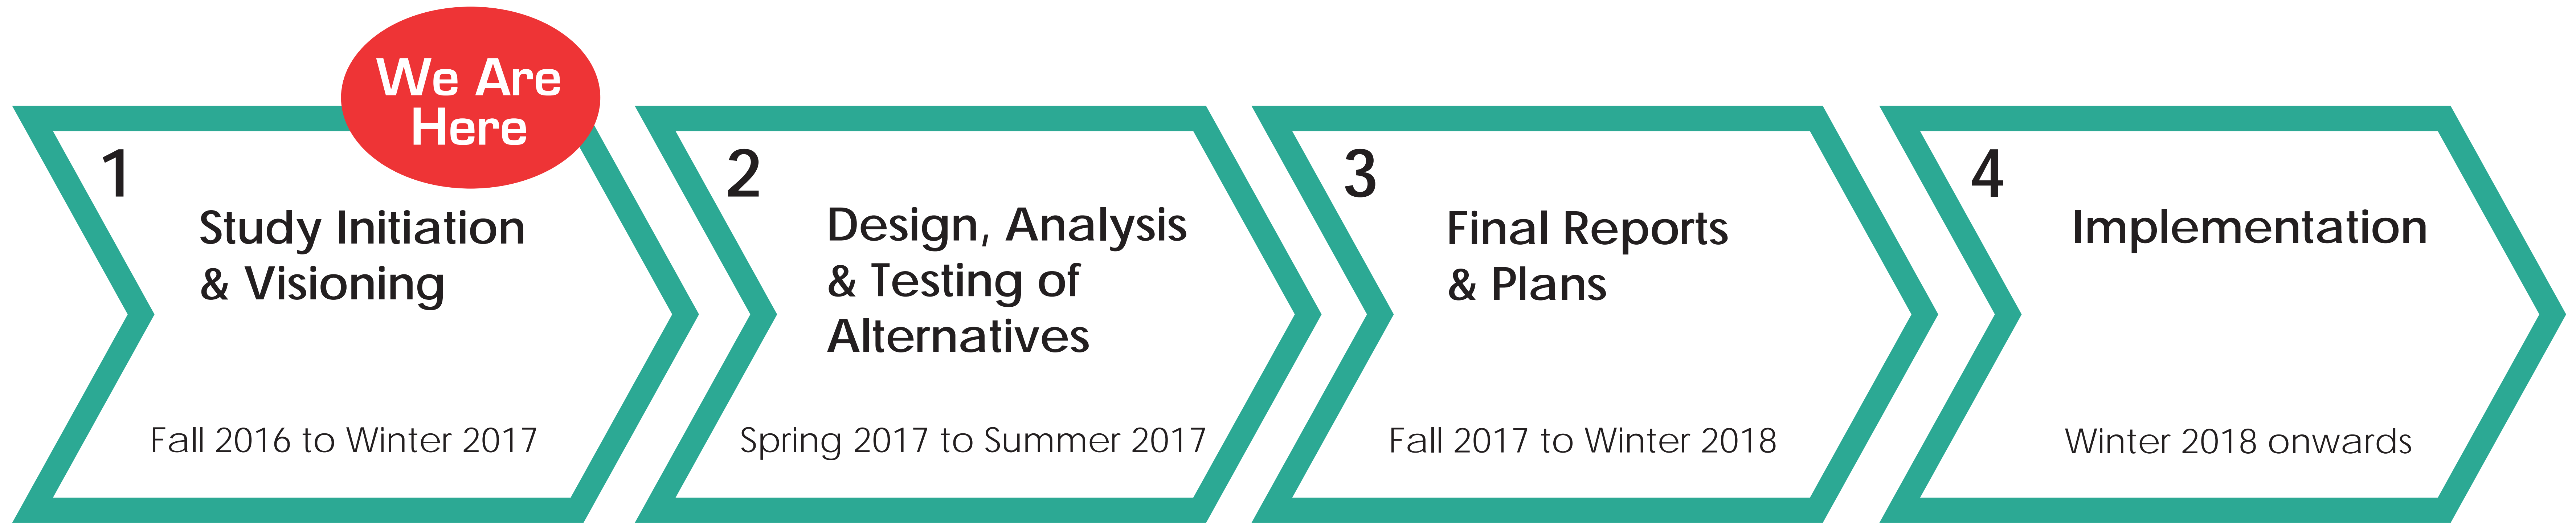 We Are
Here
1
Study Initiation
& Visioning
Fall 2016 to Winter 2017
2
Design, Analysis
& Testing of
Alternatives
Spring 2017 to Summer 2017
3
Final Reports
& Plans
Fall 2017 to Winter 2018
4
Implementation
Winter 2018 onwards